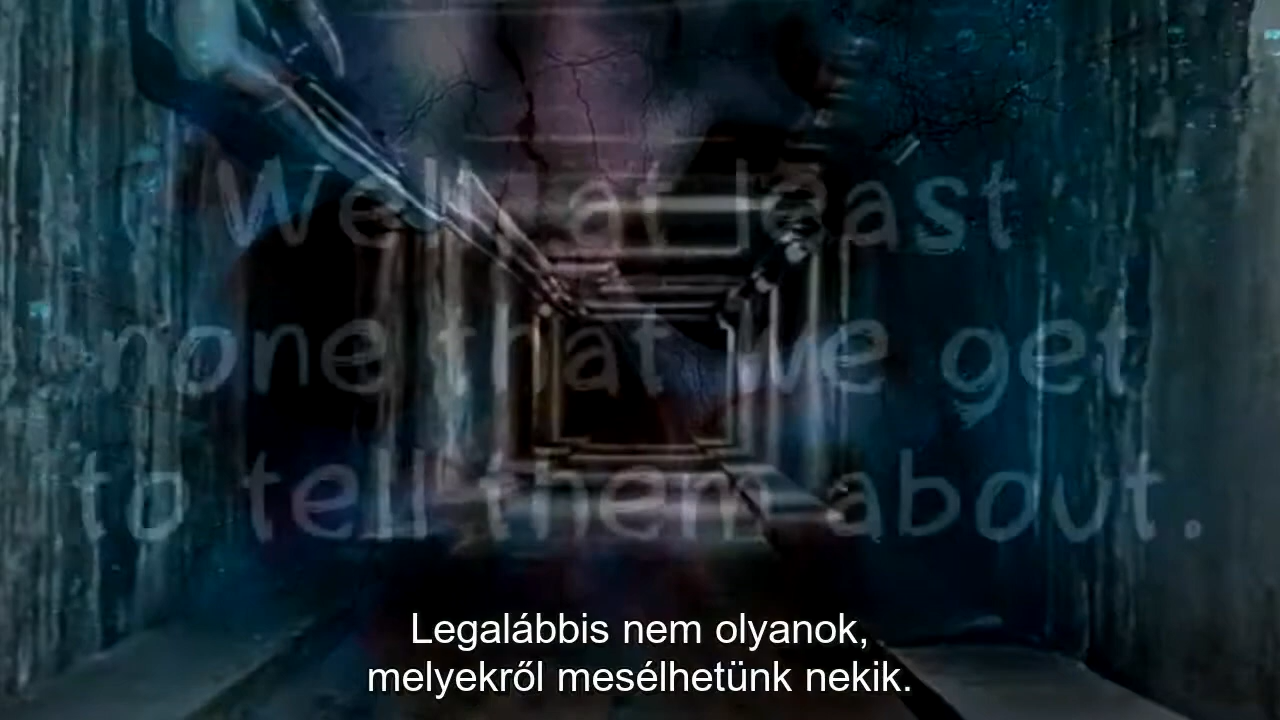 Well, at least
none that we get
to tell them about.
Legalábbis nem olyanok,
melyekről mesélhetünk nekik.